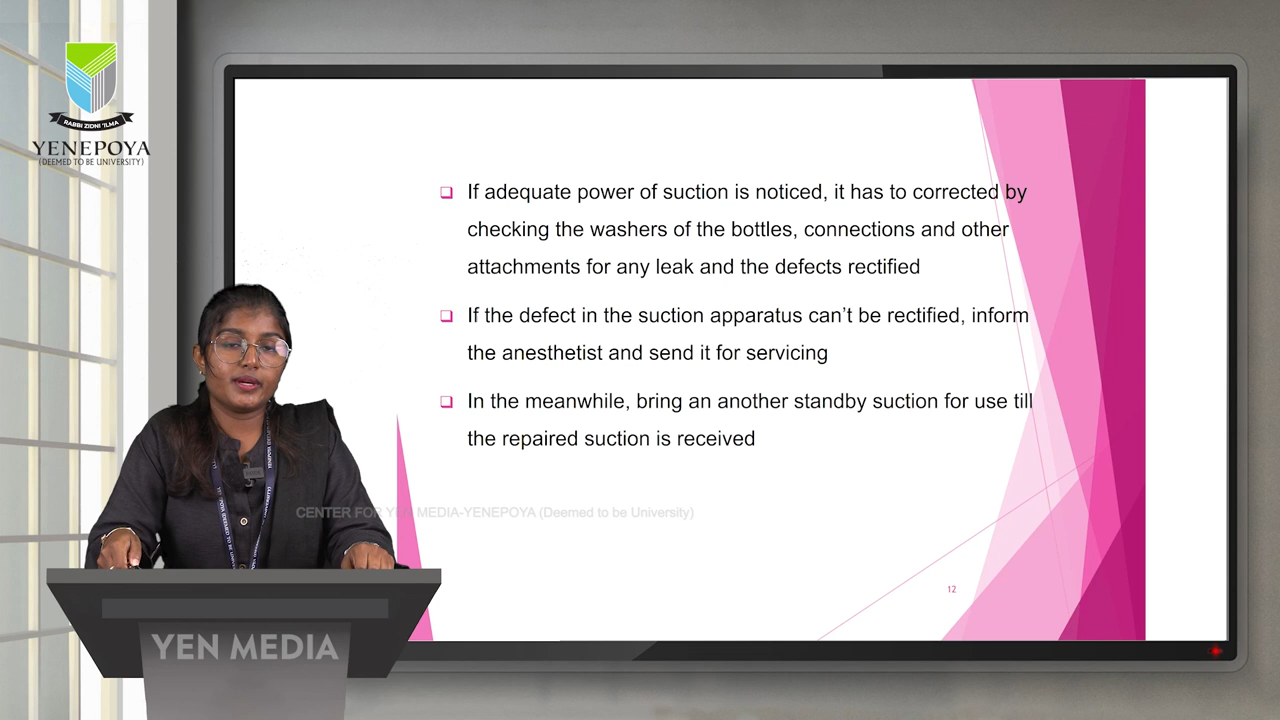 RABBI ZIDNI 'ILMA
YENEPOYA
(DEEMED TO BE UNIVERSITY)
If adequate power of suction is noticed, it has to corrected by
checking the washers of the bottles, connections and other
attachments for any leak and the defects rectified
If the defect in the suction apparatus can't be rectified, inform
the anesthetist and send it for servicing
In the meanwhile, bring an another standby suction for use till
the repaired suction is received
CENTER FOR YEN MEDIA-YENEPOYA (Deemed to be University)
12
YEN MEDIA